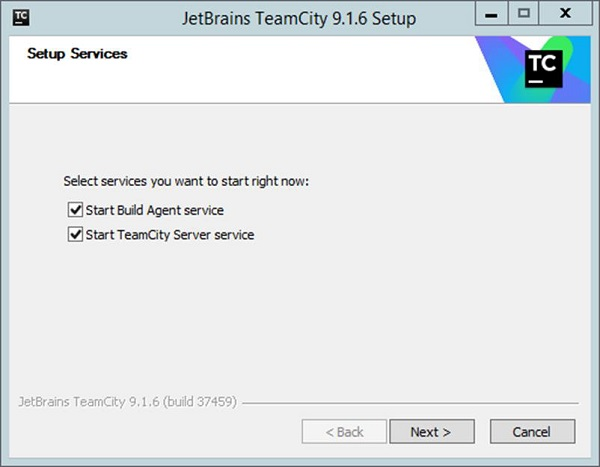 TC
JetBrains TeamCity 9.1.6 Setup
Setup Services
TC
Select services you want to start right now:
Start Build Agent service
Start TeamCity Server service
JetBrains TeamCity 9.1.6 (build 37459)
< Back
Next >
Cancel